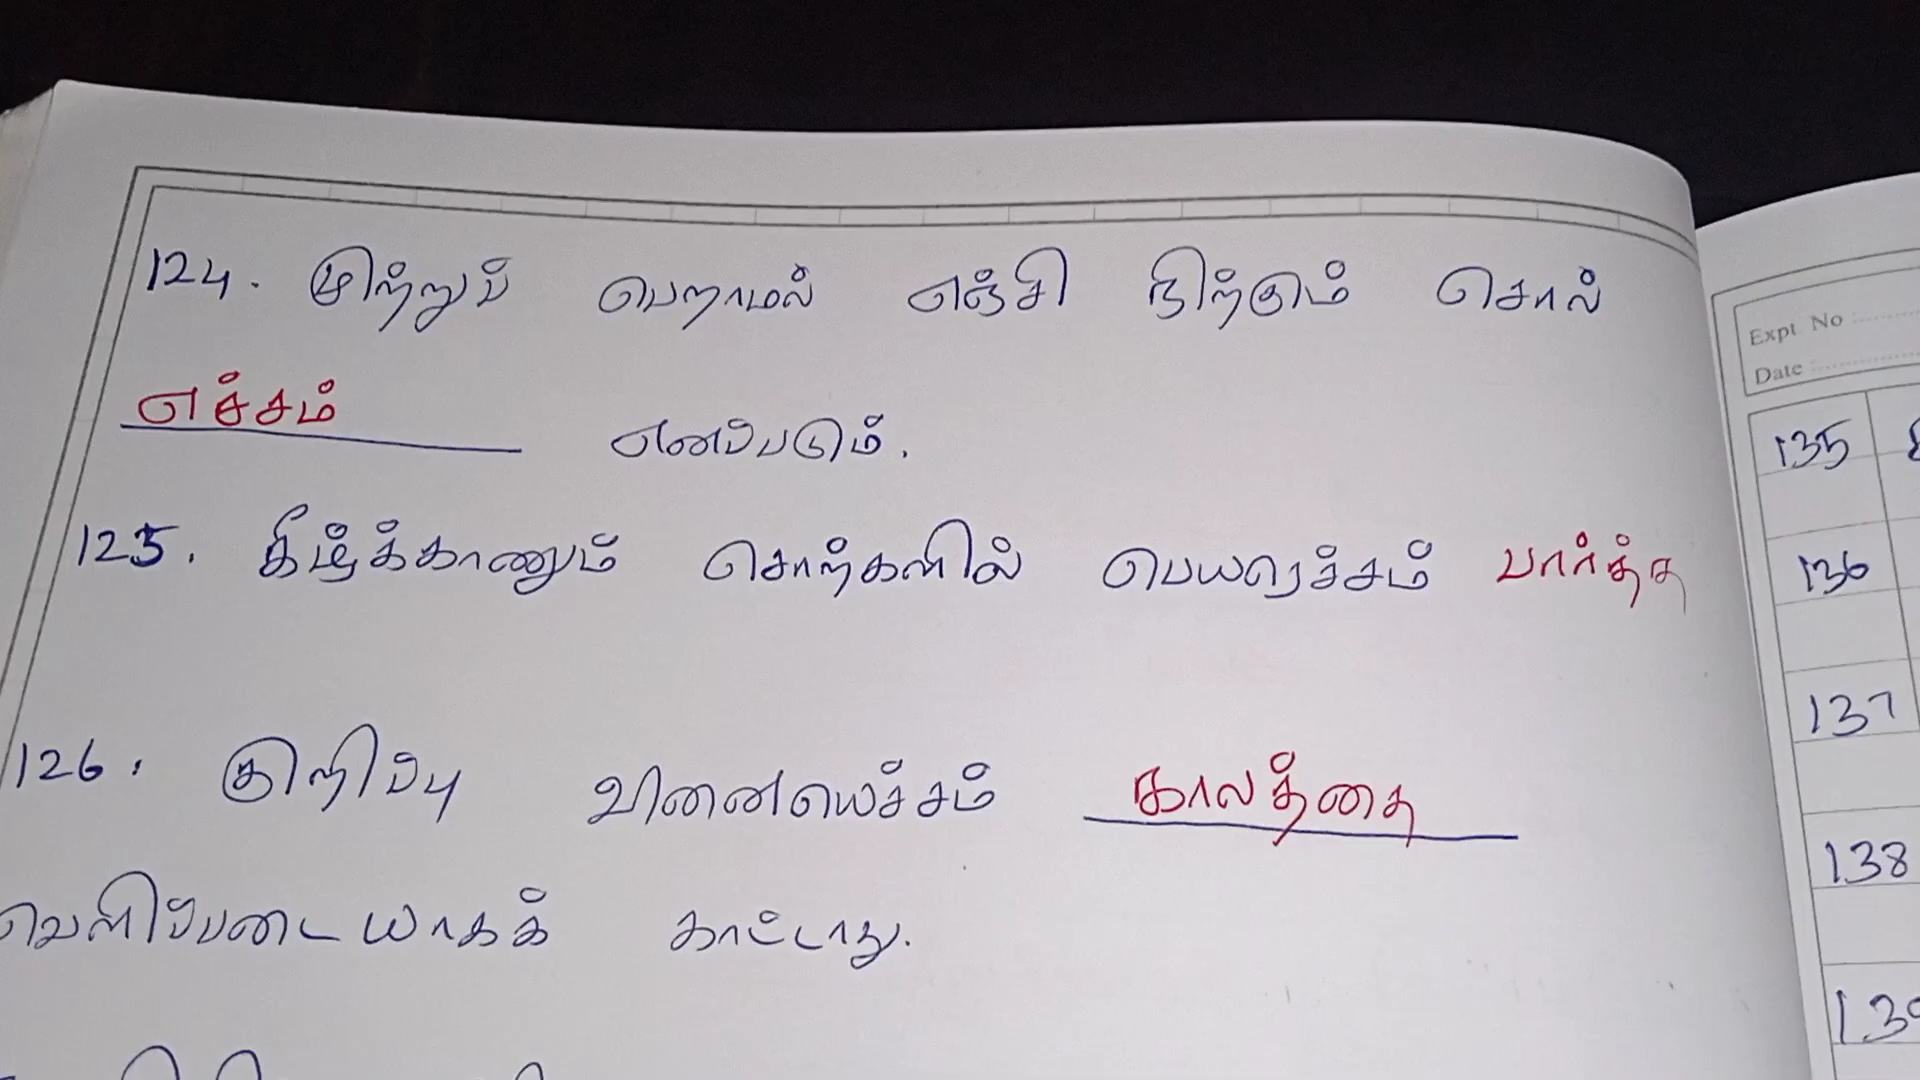 124. முற்றுப் பெறாமல் எஞ்சி நிற்கும் சொல்
எச்சம் எனப்படும்.
125. கீழ்க்காணும் சொற்களில் பெயரெச்சம் பார்த்த
126. குறிப்பு வினையெச்சம் காலத்தை
வெளிப்படையாகக் காட்டாது.
Expt No
Date
135
136
137
138